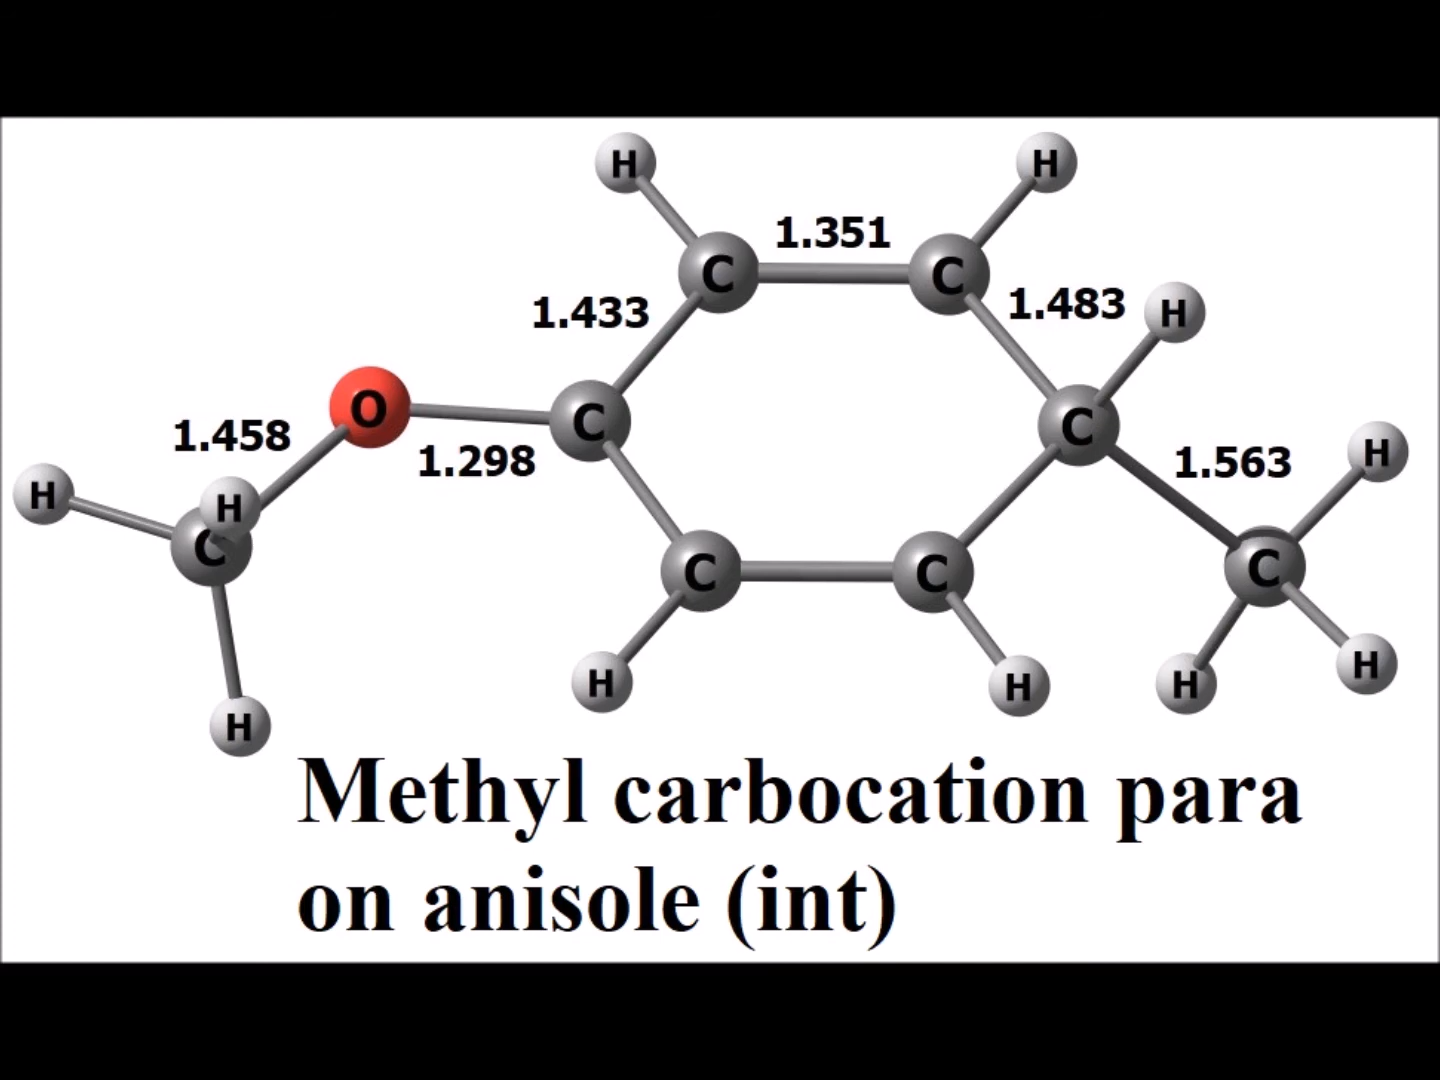 H H
1.351
C C
1.433 1.483 H
O C C
1.458 1.298 1.563 H
H H
C C C C
H H H H
H
Methyl carbocation para
on anisole (int)